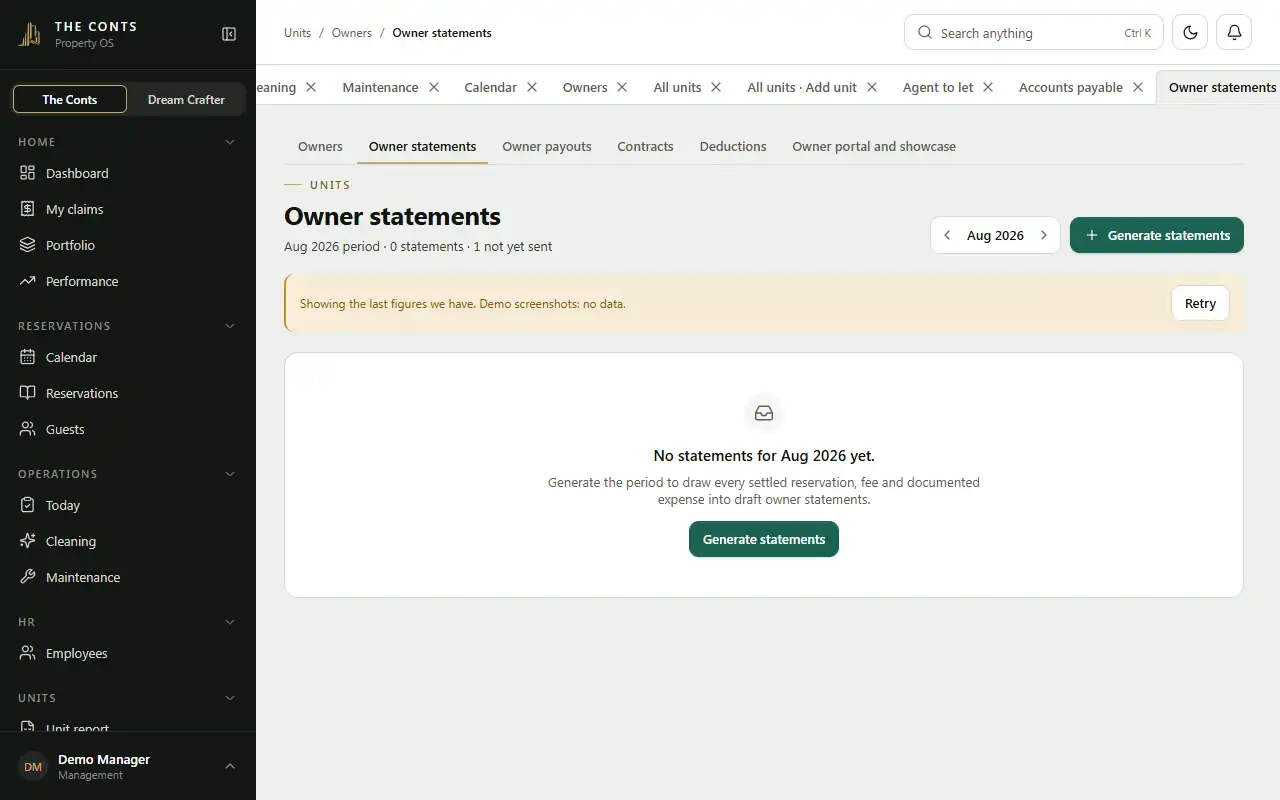 THE CONTS
Property OS
Units / Owners / Owner statements
Search anything
Ctrl K
The Conts
Dream Crafter
eaning
Maintenance
Calendar
Owners
All units
All units · Add unit
Agent to let
Accounts payable
Owner statements
HOME
Dashboard
My claims
Portfolio
Performance
RESERVATIONS
Calendar
Reservations
Guests
OPERATIONS
Today
Cleaning
Maintenance
HR
Employees
UNITS
Unit report
DM
Demo Manager
Management
Owners
Owner statements
Owner payouts
Contracts
Deductions
Owner portal and showcase
UNITS
Owner statements
Aug 2026 period · 0 statements · 1 not yet sent
Aug 2026
Generate statements
Showing the last figures we have. Demo screenshots: no data.
Retry
No statements for Aug 2026 yet.
Generate the period to draw every settled reservation, fee and documented
expense into draft owner statements.
Generate statements